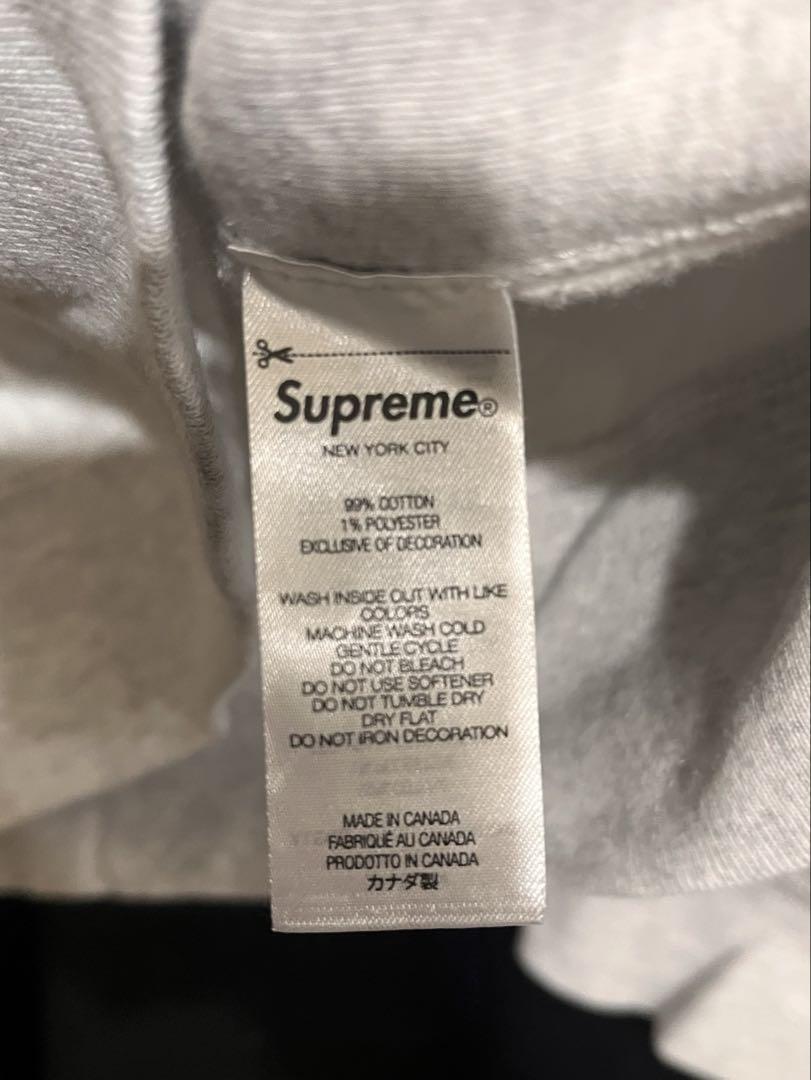 Supreme®
NEW YORK CITY
99% COTTON
1% POLYESTER
EXCLUSIVE OF DECORATION
WASH INSIDE OUT WITH LIKE
COLORS
MACHINE WASH COLD
GENTLE CYCLE
DO NOT BLEACH
DO NOT USE SOFTENER
DO NOT TUMBLE DRY
DRY FLAT
DO NOT IRON DECORATION
MADE IN CANADA
FABRIQUÉ AU CANADA
PRODOTTO IN CANADA
カナダ製